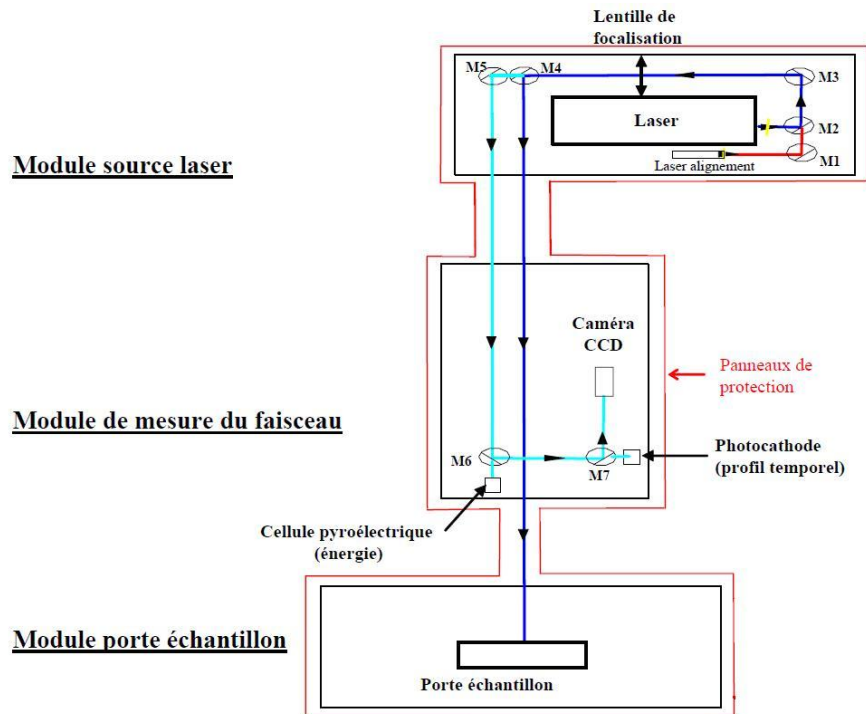 Lentille de
focalisation
M5
M4
M3
Laser
M2
M1
Laser alignement
Module source laser
Caméra
CCD
Panneaux de
protection
Module de mesure du faisceau
M6
M7
Photocathode
(profil temporel)
Cellule pyroélectrique
(énergie)
Module porte échantillon
Porte échantillon